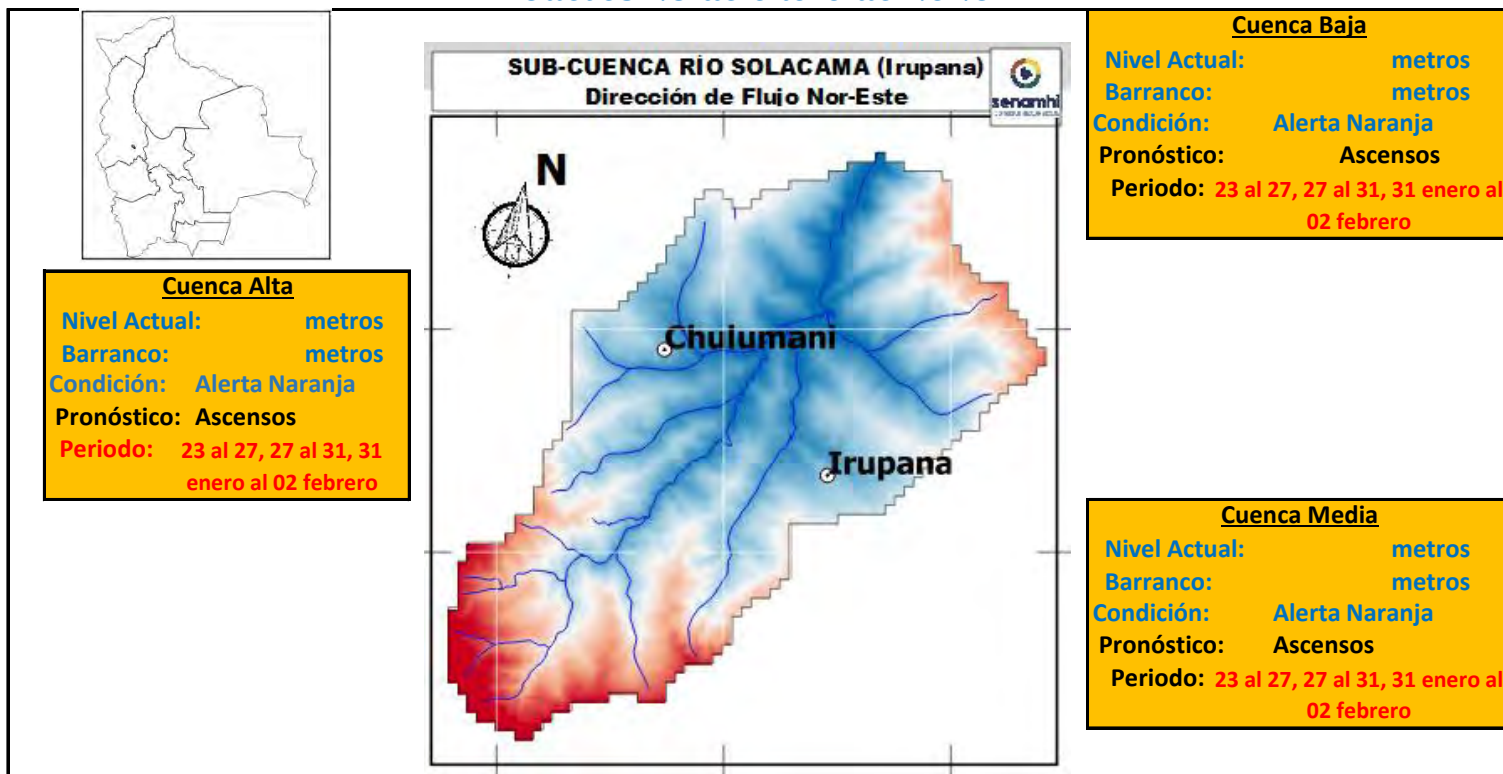 SUB-CUENCA RÍO SOLACAMA (Irupana)
Dirección de Flujo Nor-Este
senamhi
N
Chulumani
Irupana
Cuenca Alta
Nivel Actual: metros
Barranco: metros
Condición: Alerta Naranja
Pronóstico: Ascensos
Periodo: 23 al 27, 27 al 31, 31
enero al 02 febrero
Cuenca Baja
Nivel Actual: metros
Barranco: metros
Condición: Alerta Naranja
Pronóstico: Ascensos
Periodo: 23 al 27, 27 al 31, 31 enero al
02 febrero
Cuenca Media
Nivel Actual: metros
Barranco: metros
Condición: Alerta Naranja
Pronóstico: Ascensos
Periodo: 23 al 27, 27 al 31, 31 enero al
02 febrero